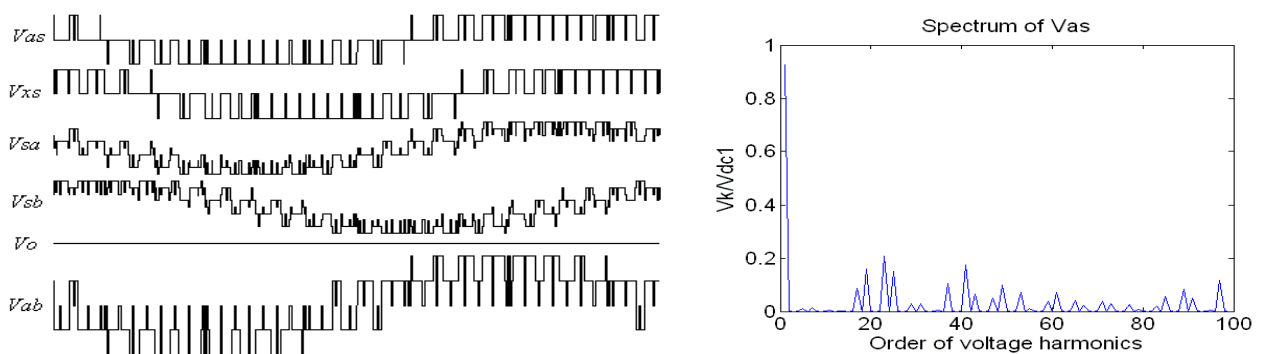 Vas
Vxs
Vsa
Vsb
Vo
Vab
Spectrum of Vas
Vk/Vdc1
1
0.8
0.6
0.4
0.2
0
0 20 40 60 80 100
Order of voltage harmonics